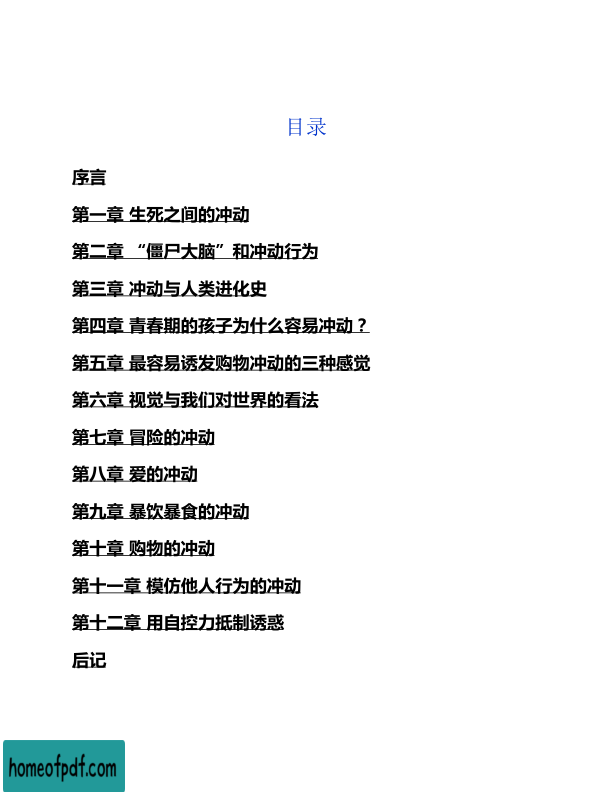 目录
序言
第一章 生死之间的冲动
第二章 “僵尸大脑”和冲动行为
第三章 冲动与人类进化史
第四章 青春期的孩子为什么容易冲动？
第五章 最容易诱发购物冲动的三种感觉
第六章 视觉与我们对世界的看法
第七章 冒险的冲动
第八章 爱的冲动
第九章 暴饮暴食的冲动
第十章 购物的冲动
第十一章 模仿他人行为的冲动
第十二章 用自控力抵制诱惑
后记
homeofpdf.com